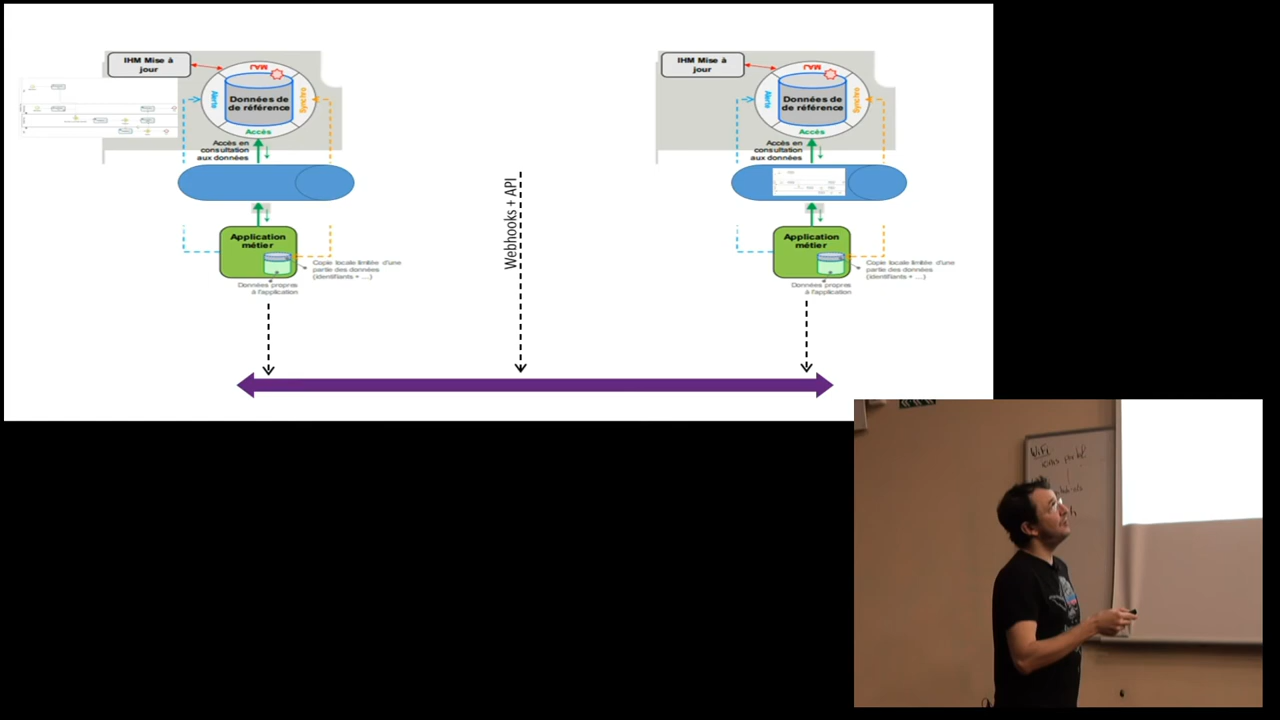 IHM Mise à
jour
MAJ
Alerte
Données de
de référence
Synchro
Accès
Accès en
consultation
aux données
Application
métier
Copie locale limitée d'une
partie des données
(identifiants + ...)
Données propres
à l'application
Webhooks + API
IHM Mise à
jour
MAJ
Alerte
Données de
de référence
Synchro
Accès
Accès en
consultation
aux données
Application
métier
Copie locale limitée d'une
partie des données
(identifiants + ...)
Données propres
à l'application
WiFi